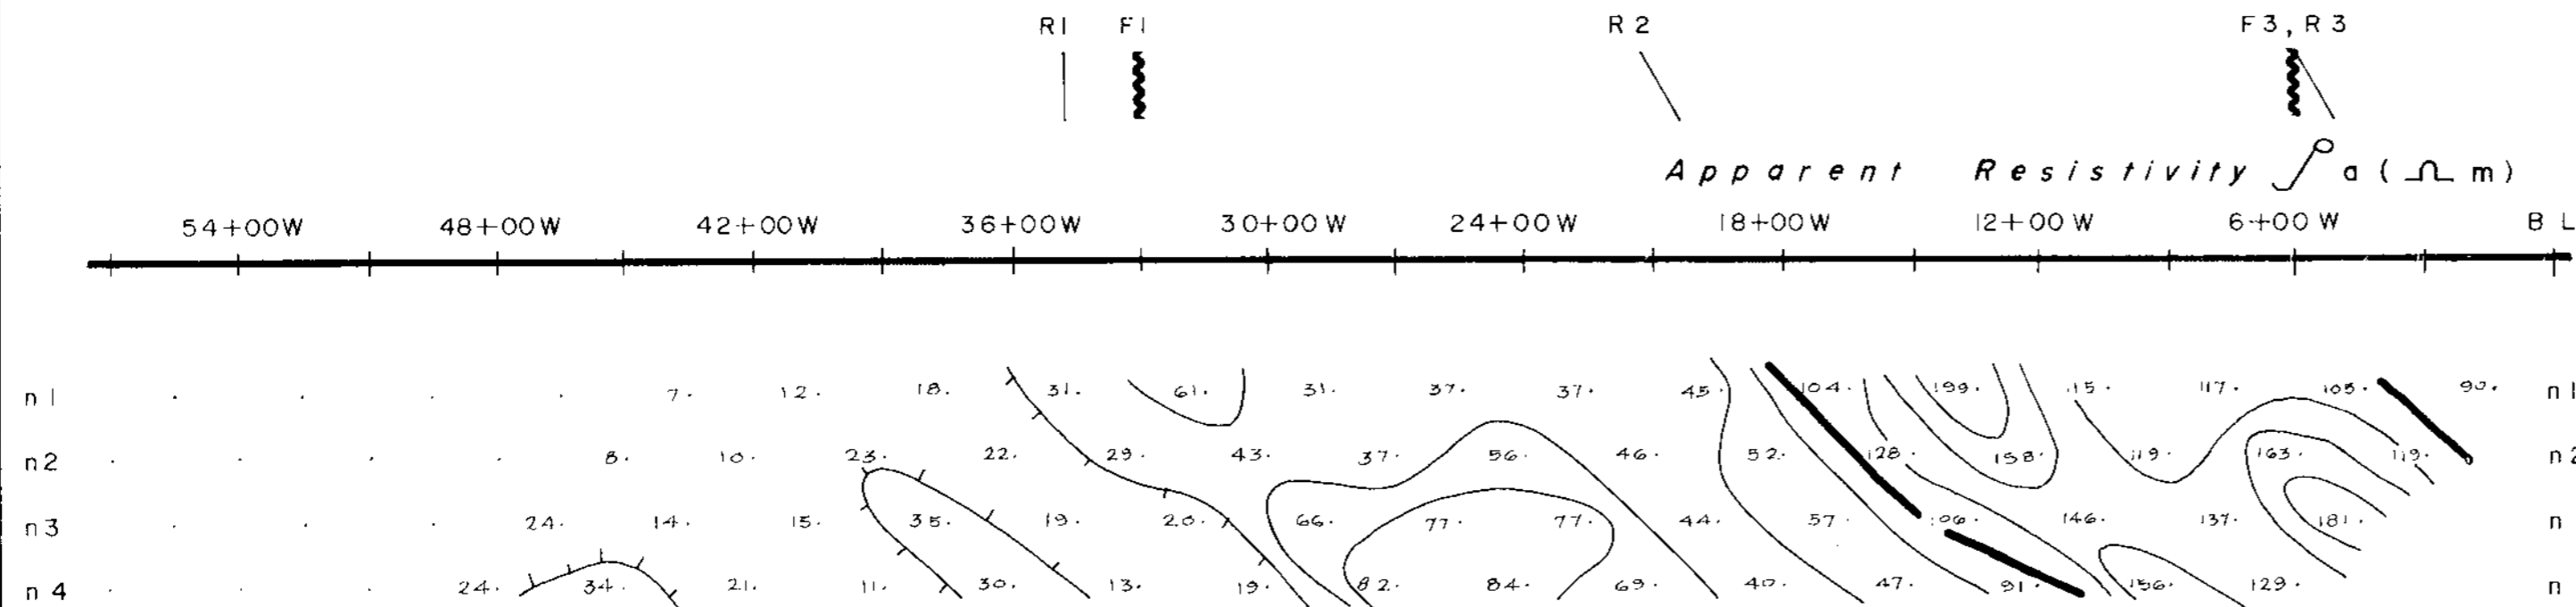 R1 F1 R2 F3, R3
Apparent Resistivity ρa (Ω m)
54+00W 48+00W 42+00W 36+00W 30+00W 24+00W 18+00W 12+00W 6+00W B L
n1 7. 12. 18. 31. 61. 31. 37. 37. 45. 104. 199. 115. 117. 105. 90. n1
n2 8. 10. 23. 22. 29. 43. 37. 56. 46. 52. 128. 158. 119. 163. 119. n2
n3 24. 14. 15. 35. 19. 20. 66. 77. 77. 44. 57. 106. 146. 137. 181. n
n4 24. 34. 21. 11. 30. 13. 19. 82. 84. 69. 40. 47. 91. 156. 129. n